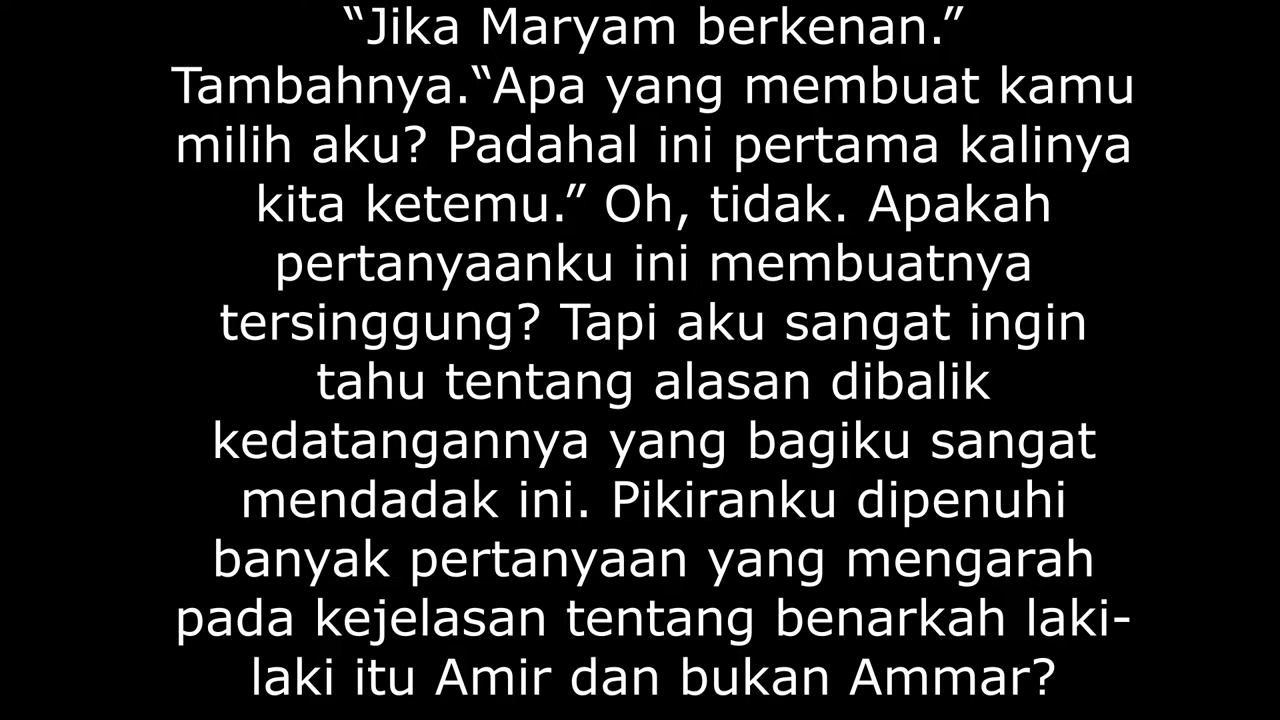 “Jika Maryam berkenan.”
Tambahnya.“Apa yang membuat kamu
milih aku? Padahal ini pertama kalinya
kita ketemu.” Oh, tidak. Apakah
pertanyaanku ini membuatnya
tersinggung? Tapi aku sangat ingin
tahu tentang alasan dibalik
kedatangannya yang bagiku sangat
mendadak ini. Pikiranku dipenuhi
banyak pertanyaan yang mengarah
pada kejelasan tentang benarkah laki-
laki itu Amir dan bukan Ammar?